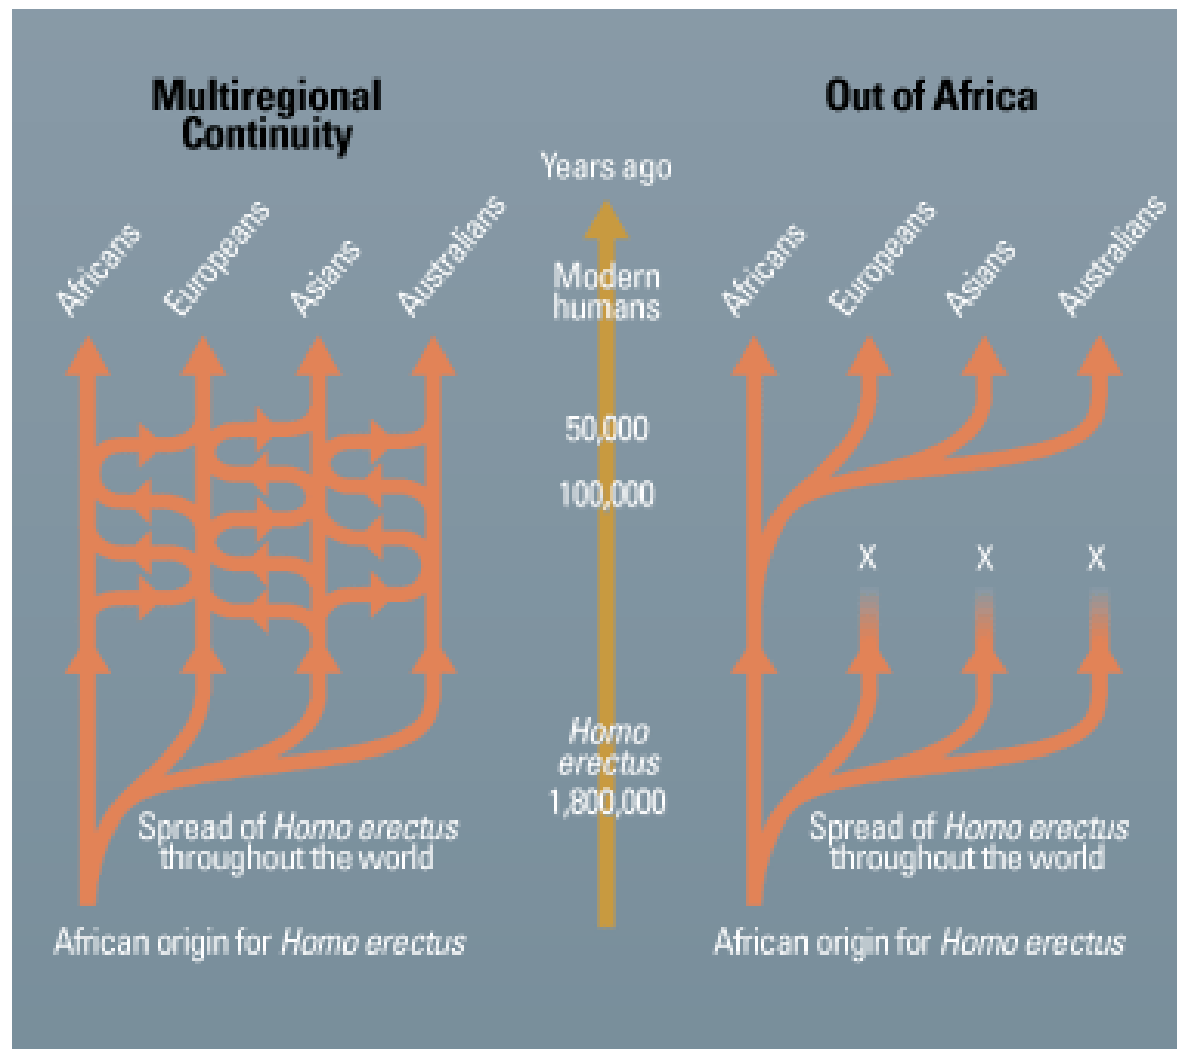 Multiregional
Continuity
Africans
Europeans
Asians
Australians
Spread of Homo erectus
throughout the world
African origin for Homo erectus
Years ago
Modern
humans
50,000
100,000
Homo
erectus
1,800,000
Out of Africa
Africans
Europeans
Asians
Australians
X
X
X
Spread of Homo erectus
throughout the world
African origin for Homo erectus